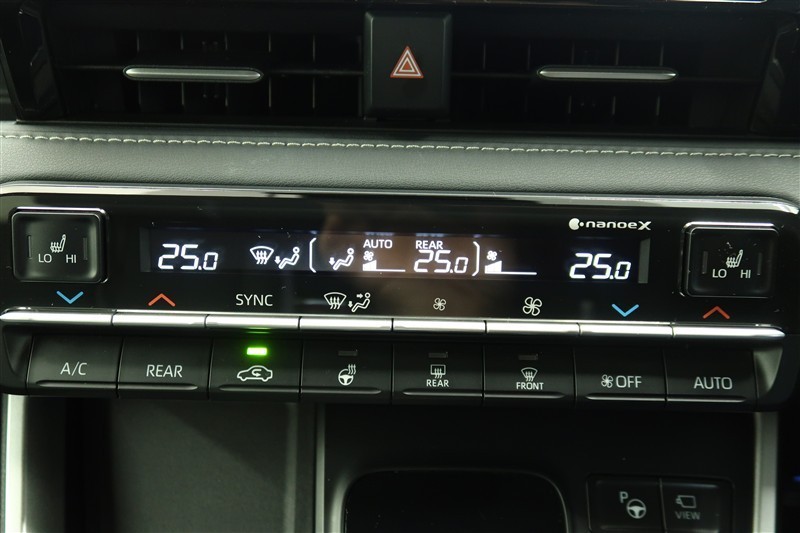 nanoeX
LO HI
25.0
AUTO
REAR
25.0
25.0
LO HI
SYNC
A/C
REAR
REAR
FRONT
OFF
AUTO
P
VIEW